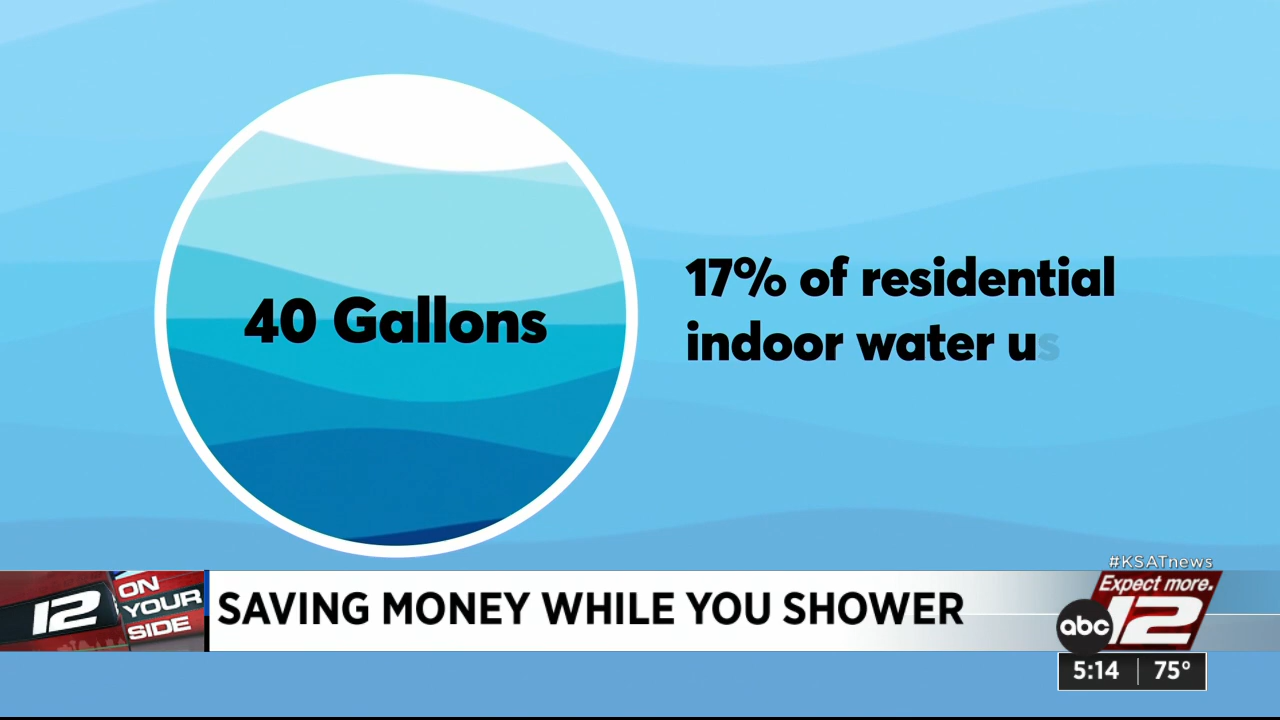 40 Gallons
17% of residential
indoor water us
#KSATnews
12 ON
YOUR
SIDE
SAVING MONEY WHILE YOU SHOWER
Expect more.
abc 12
5:14 75°